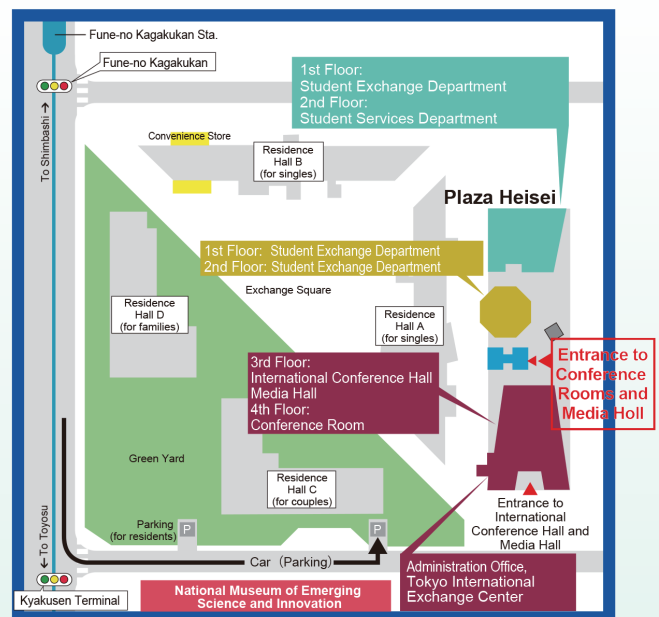 Fune-no Kagakukan Sta.
Fune-no Kagakukan
To Shimbashi →
1st Floor:
Student Exchange Department
2nd Floor:
Student Services Department
Convenience Store
Residence
Hall B
(for singles)
Plaza Heisei
1st Floor: Student Exchange Department
2nd Floor: Student Exchange Department
Exchange Square
Residence
Hall D
(for families)
Residence
Hall A
(for singles)
Entrance to
Conference
Rooms and
Media Holl
3rd Floor:
International Conference Hall
Media Hall
4th Floor:
Conference Room
Green Yard
Residence
Hall C
(for couples)
Entrance to
International
Conference Hall and
Media Hall
Parking
(for residents)
P
P
← To Toyosu
Car (Parking)
Administration Office,
Tokyo International
Exchange Center
National Museum of Emerging
Science and Innovation
Kyakusen Terminal